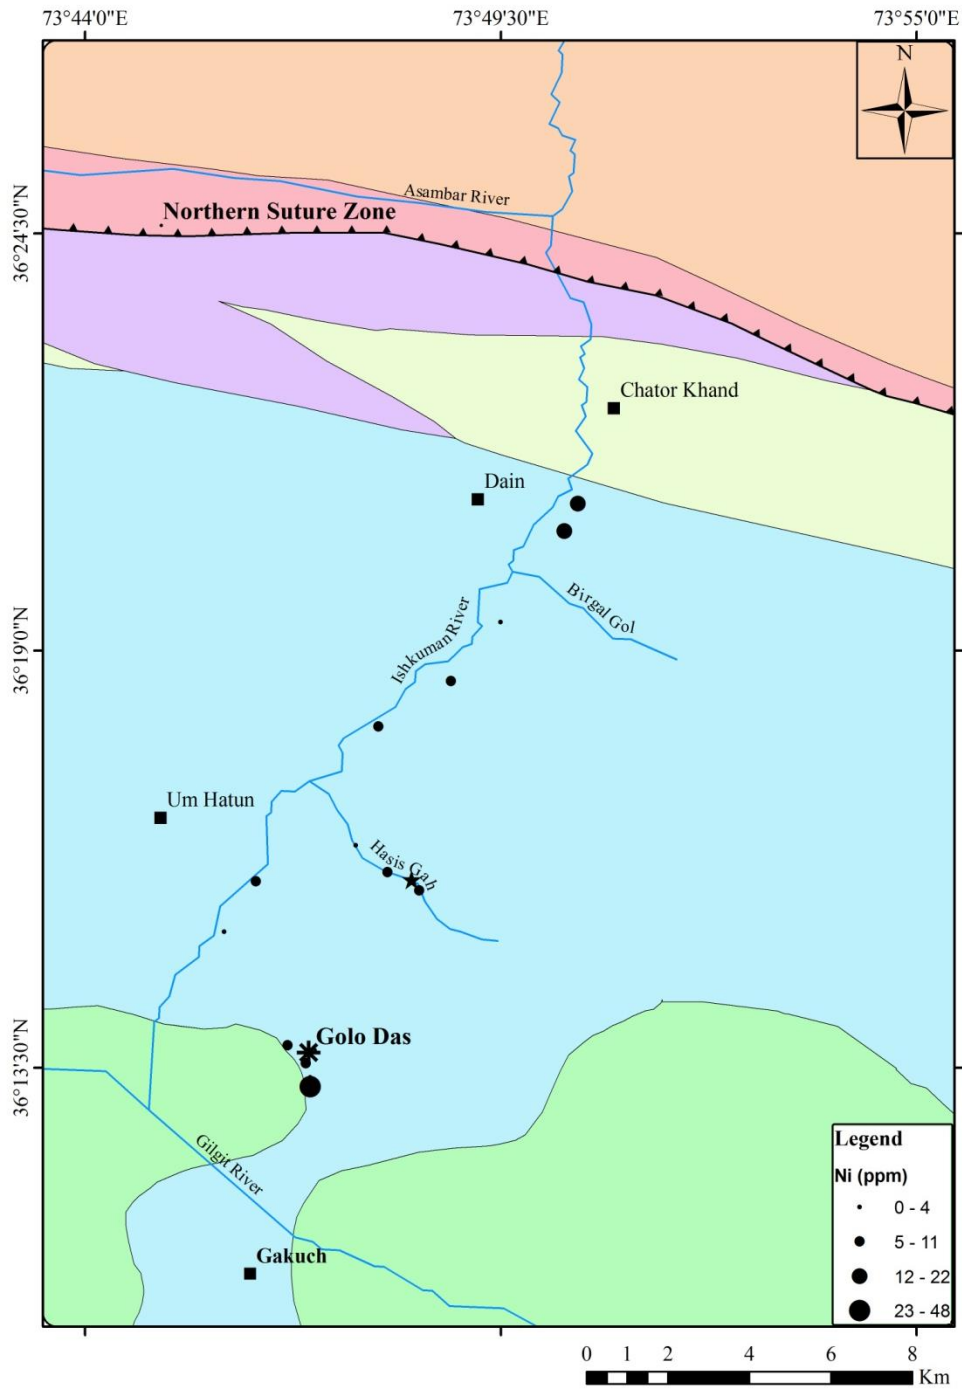 73°44'0"E
73°49'30"E
73°55'0"E
N
Asambar River
Northern Suture Zone
36°24'30"N
Chator Khand
Dain
Birgal Gol
Ishkuman River
36°19'0"N
Um Hatun
Hasis Gah
Golo Das
36°13'30"N
Gilgit River
Gakuch
Legend
Ni (ppm)
0 - 4
5 - 11
12 - 22
23 - 48
0 1 2 4 6 8 Km